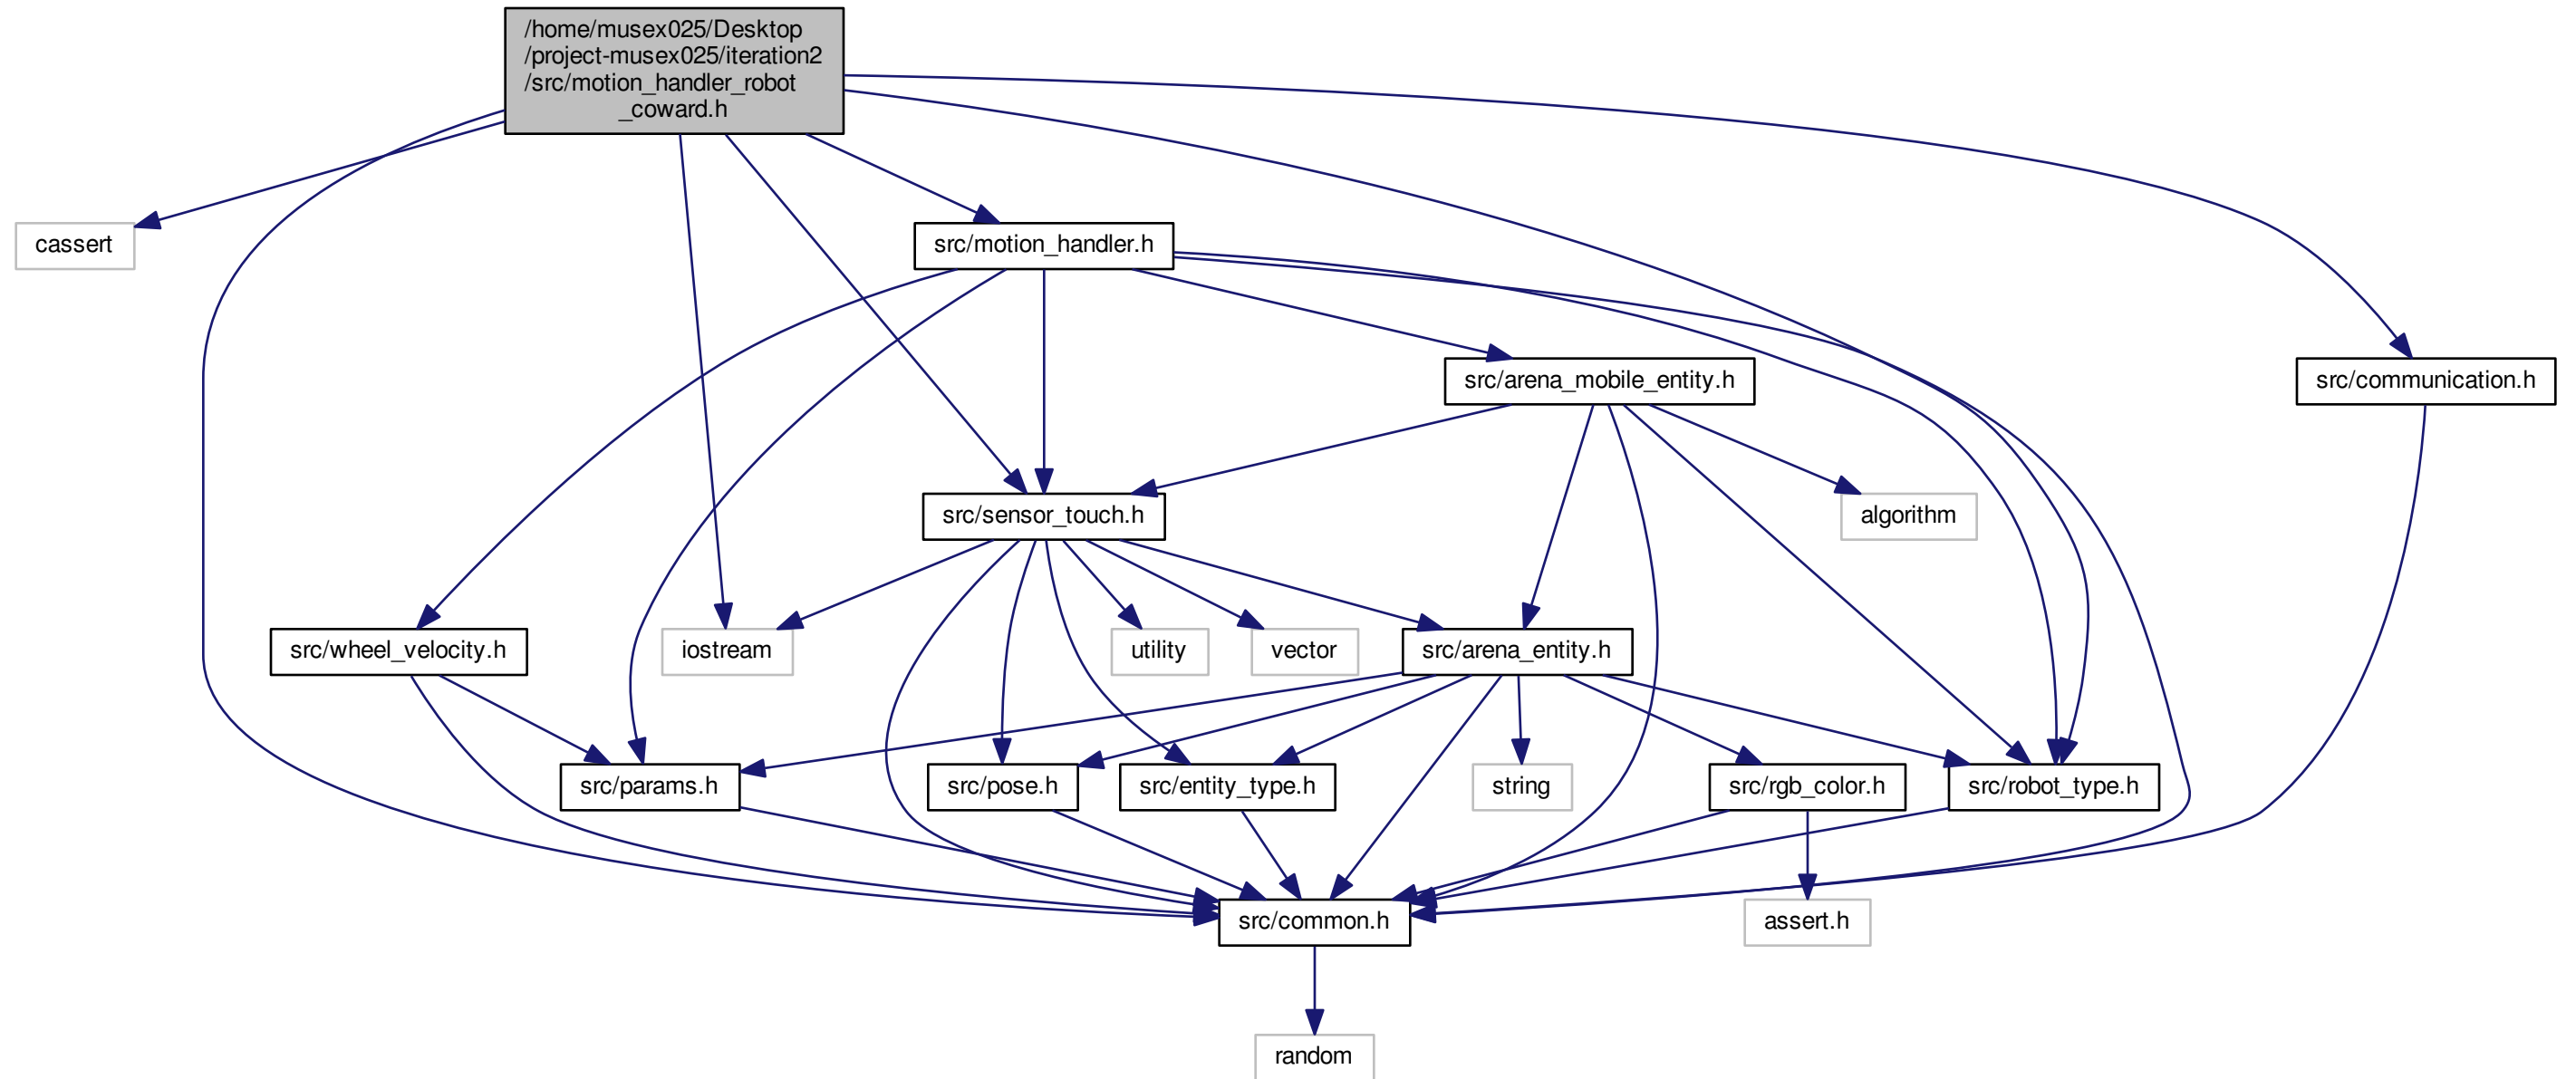 /home/musex025/Desktop
/project-musex025/iteration2
/src/motion_handler_robot
_coward.h
cassert
src/motion_handler.h
src/arena_mobile_entity.h
src/communication.h
src/sensor_touch.h
algorithm
src/wheel_velocity.h
iostream
utility
vector
src/arena_entity.h
src/params.h
src/pose.h
src/entity_type.h
string
src/rgb_color.h
src/robot_type.h
src/common.h
assert.h
random